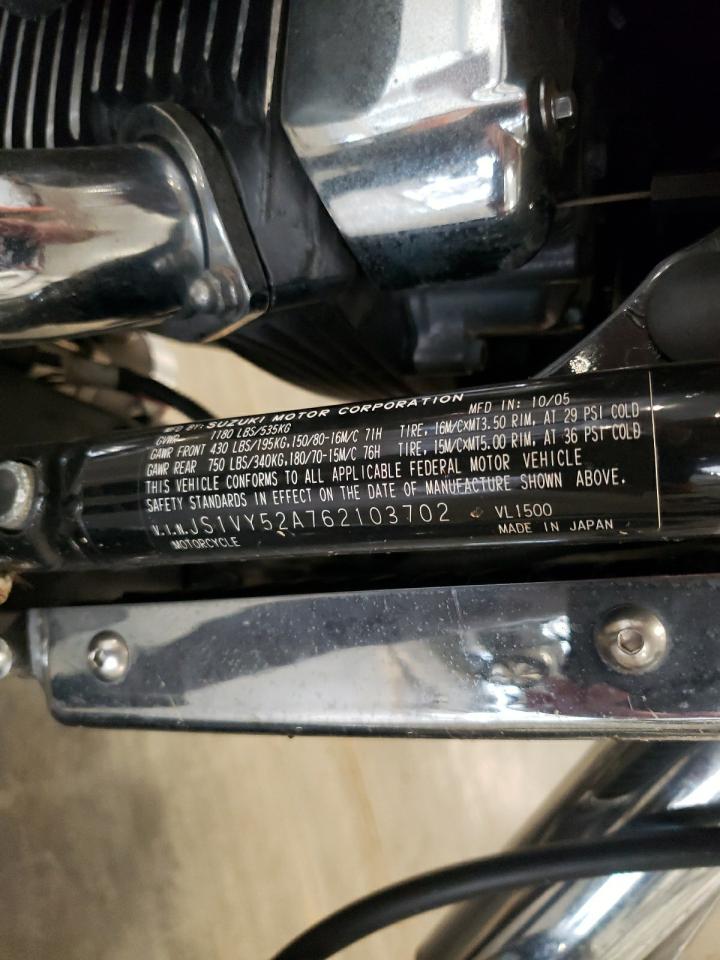 MFD BY: SUZUKI MOTOR CORPORATION MFD IN: 10/05
GVWR 1180 LBS/535KG
GAWR FRONT 430 LBS/195KG,150/80-16M/C 71H TIRE, 16M/CXMT3.50 RIM, AT 29 PSI COLD
GAWR REAR 750 LBS/340KG,180/70-15M/C 76H TIRE, 15M/CXMT5.00 RIM, AT 36 PSI COLD
THIS VEHICLE CONFORMS TO ALL APPLICABLE FEDERAL MOTOR VEHICLE
SAFETY STANDARDS IN EFFECT ON THE DATE OF MANUFACTURE SHOWN ABOVE.
V.I.N.JS1VY52A762103702 VL1500
MOTORCYCLE MADE IN JAPAN